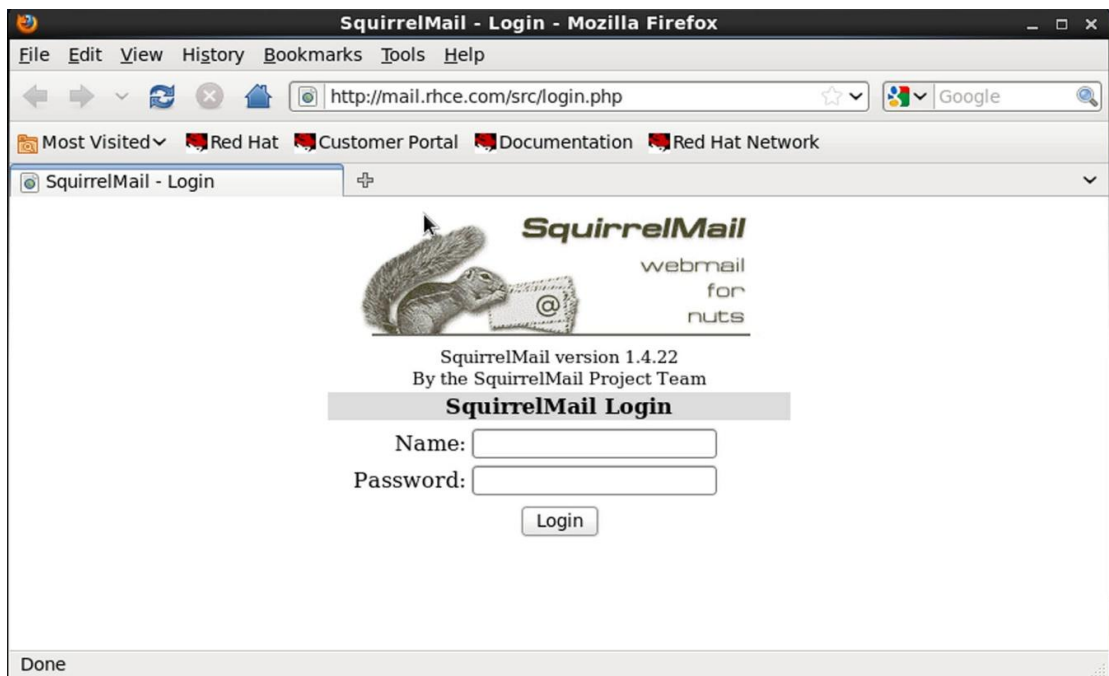 SquirrelMail - Login - Mozilla Firefox
File Edit View History Bookmarks Tools Help
http://mail.rhce.com/src/login.php Google
Most Visited Red Hat Customer Portal Documentation Red Hat Network
SquirrelMail - Login
SquirrelMail
webmail
for
nuts
@
SquirrelMail version 1.4.22
By the SquirrelMail Project Team
SquirrelMail Login
Name:
Password:
Login
Done